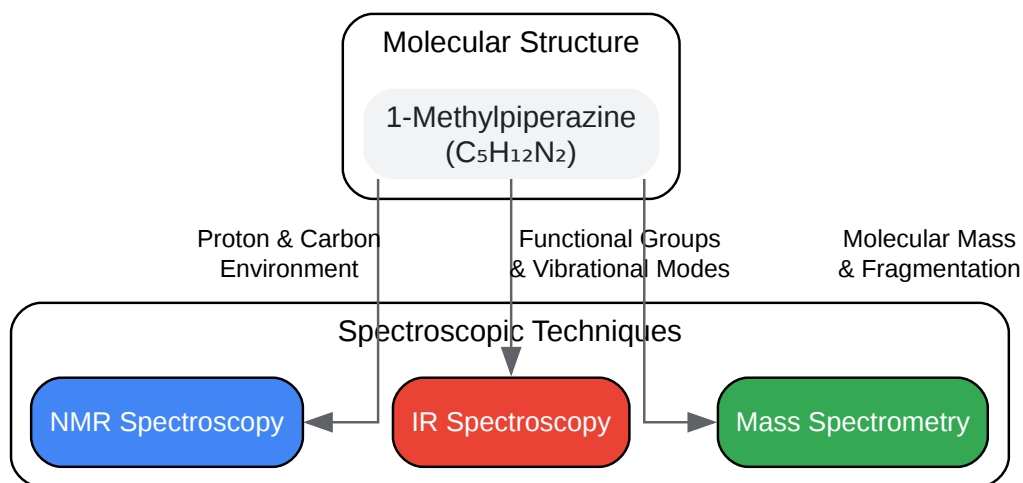 Molecular Structure
1-Methylpiperazine
(C₅H₁₂N₂)
Proton & Carbon
Environment
Functional Groups
& Vibrational Modes
Molecular Mass
& Fragmentation
Spectroscopic Techniques
NMR Spectroscopy
IR Spectroscopy
Mass Spectrometry